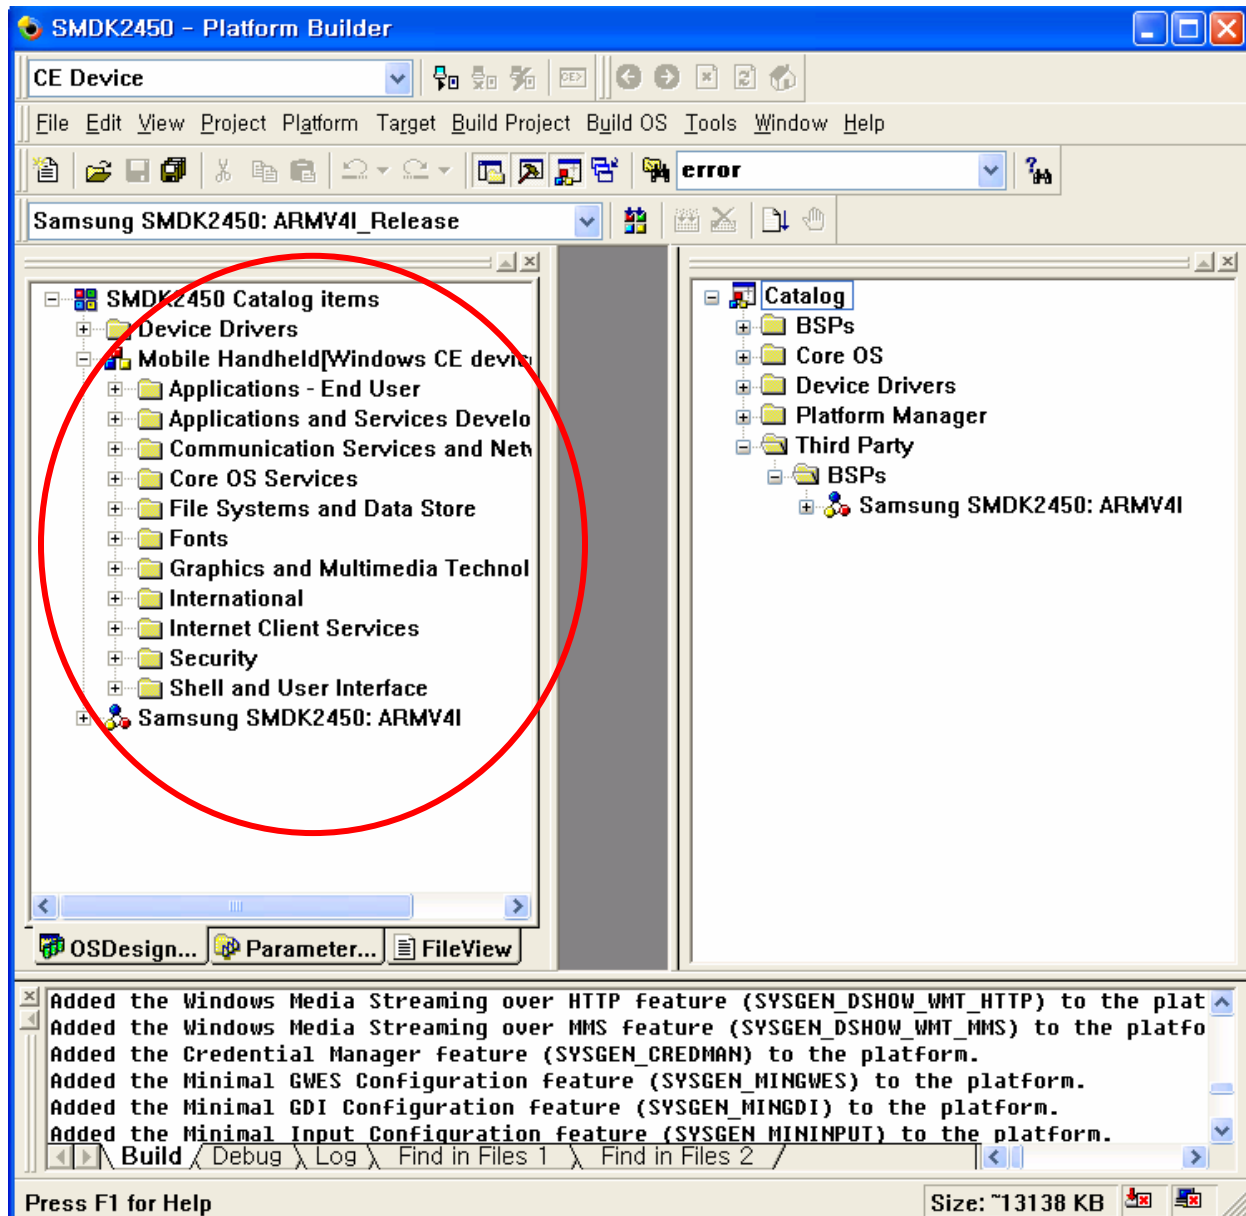 SMDK2450 - Platform Builder
CE Device
File Edit View Project Platform Target Build Project Build OS Tools Window Help
error
Samsung SMDK2450: ARMV4I_Release
SMDK2450 Catalog items
Device Drivers
Mobile Handheld[Windows CE devic
Applications - End User
Applications and Services Develo
Communication Services and Netw
Core OS Services
File Systems and Data Store
Fonts
Graphics and Multimedia Technol
International
Internet Client Services
Security
Shell and User Interface
Samsung SMDK2450: ARMV4I
OSDesign... Parameter... FileView
Catalog
BSPs
Core OS
Device Drivers
Platform Manager
Third Party
BSPs
Samsung SMDK2450: ARMV4I
Added the Windows Media Streaming over HTTP feature (SYSGEN_DSHOW_WMT_HTTP) to the plat
Added the Windows Media Streaming over MMS feature (SYSGEN_DSHOW_WMT_MMS) to the platfo
Added the Credential Manager feature (SYSGEN_CREDMAN) to the platform.
Added the Minimal GWES Configuration feature (SYSGEN_MINGWES) to the platform.
Added the Minimal GDI Configuration feature (SYSGEN_MINGDI) to the platform.
Added the Minimal Input Configuration feature (SYSGEN_MININPUT) to the platform.
Build Debug Log Find in Files 1 Find in Files 2
Press F1 for Help Size: ~13138 KB